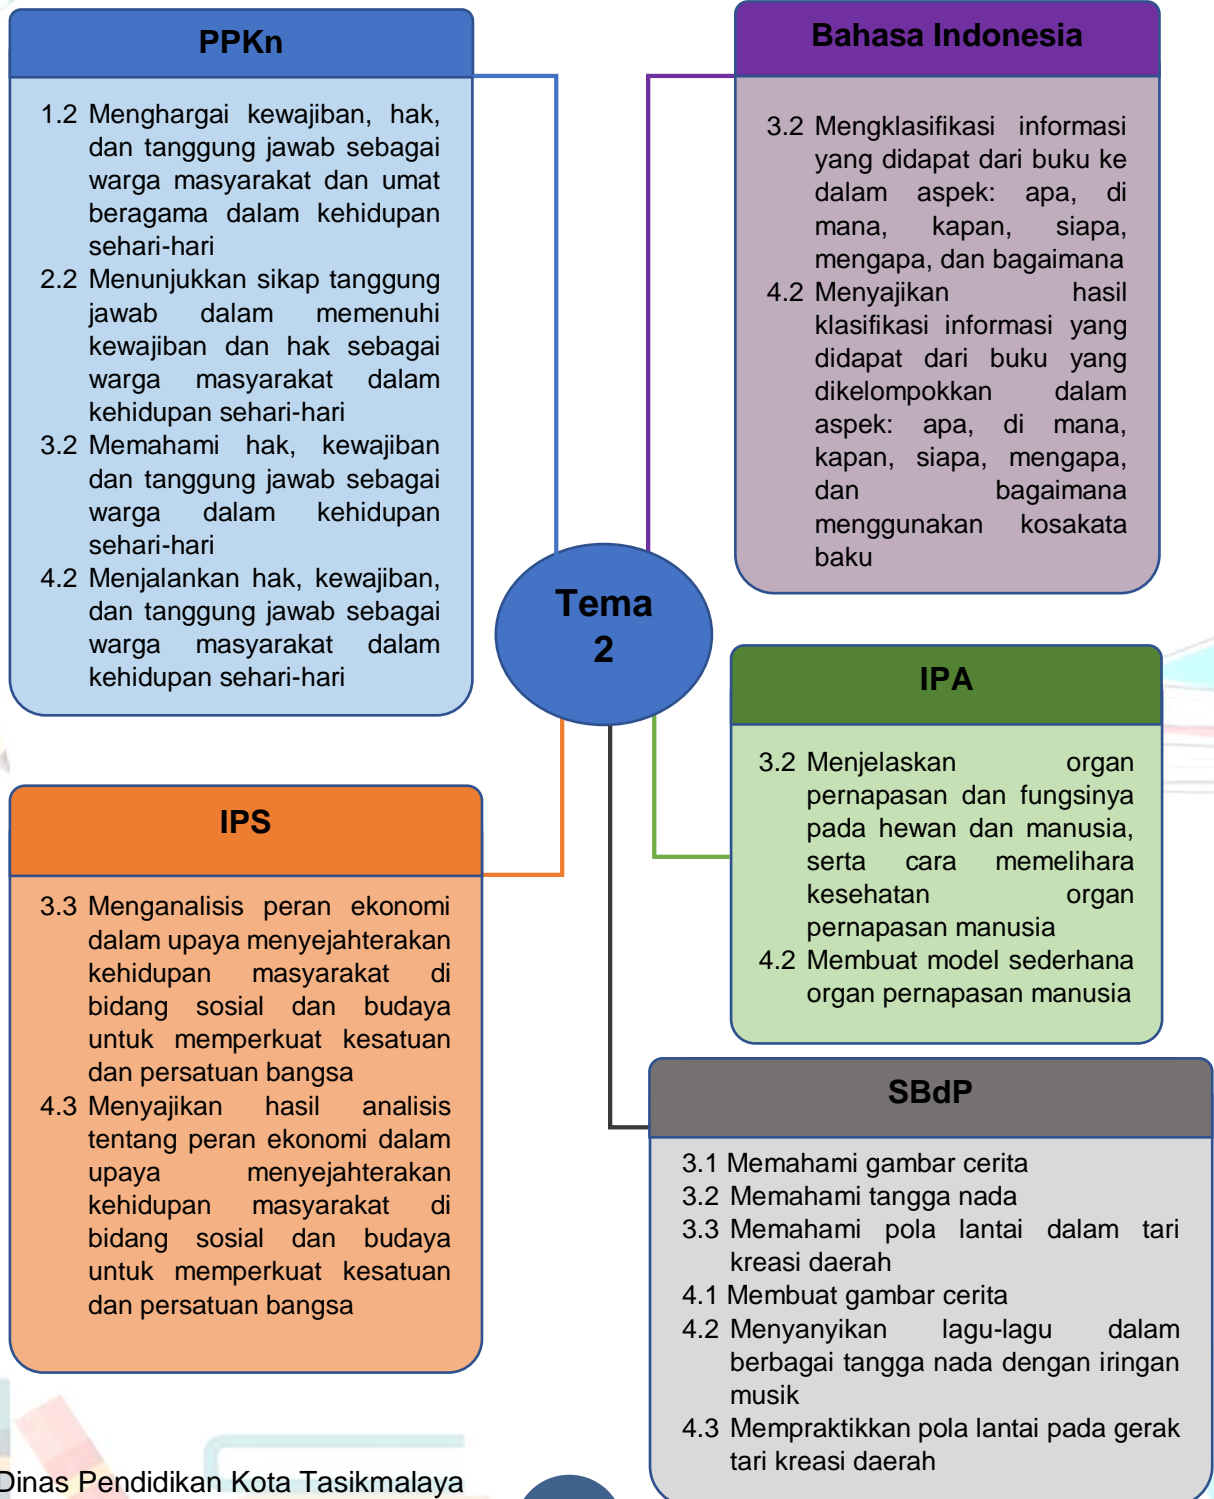 PPKn
1.2 Menghargai kewajiban, hak,
dan tanggung jawab sebagai
warga masyarakat dan umat
beragama dalam kehidupan
sehari-hari
2.2 Menunjukkan sikap tanggung
jawab dalam memenuhi
kewajiban dan hak sebagai
warga masyarakat dalam
kehidupan sehari-hari
3.2 Memahami hak, kewajiban
dan tanggung jawab sebagai
warga dalam kehidupan
sehari-hari
4.2 Menjalankan hak, kewajiban,
dan tanggung jawab sebagai
warga masyarakat dalam
kehidupan sehari-hari
Bahasa Indonesia
3.2 Mengklasifikasi informasi
yang didapat dari buku ke
dalam aspek: apa, di
mana, kapan, siapa,
mengapa, dan bagaimana
4.2 Menyajikan hasil
klasifikasi informasi yang
didapat dari buku yang
dikelompokkan dalam
aspek: apa, di mana,
kapan, siapa, mengapa,
dan bagaimana
menggunakan kosakata
baku
Tema
2
IPA
3.2 Menjelaskan organ
pernapasan dan fungsinya
pada hewan dan manusia,
serta cara memelihara
kesehatan organ
pernapasan manusia
4.2 Membuat model sederhana
organ pernapasan manusia
IPS
3.3 Menganalisis peran ekonomi
dalam upaya menyejahterakan
kehidupan masyarakat di
bidang sosial dan budaya
untuk memperkuat kesatuan
dan persatuan bangsa
4.3 Menyajikan hasil analisis
tentang peran ekonomi dalam
upaya menyejahterakan
kehidupan masyarakat di
bidang sosial dan budaya
untuk memperkuat kesatuan
dan persatuan bangsa
SBdP
3.1 Memahami gambar cerita
3.2 Memahami tangga nada
3.3 Memahami pola lantai dalam tari
kreasi daerah
4.1 Membuat gambar cerita
4.2 Menyanyikan lagu-lagu dalam
berbagai tangga nada dengan iringan
musik
4.3 Mempraktikkan pola lantai pada gerak
tari kreasi daerah
Dinas Pendidikan Kota Tasikmalaya